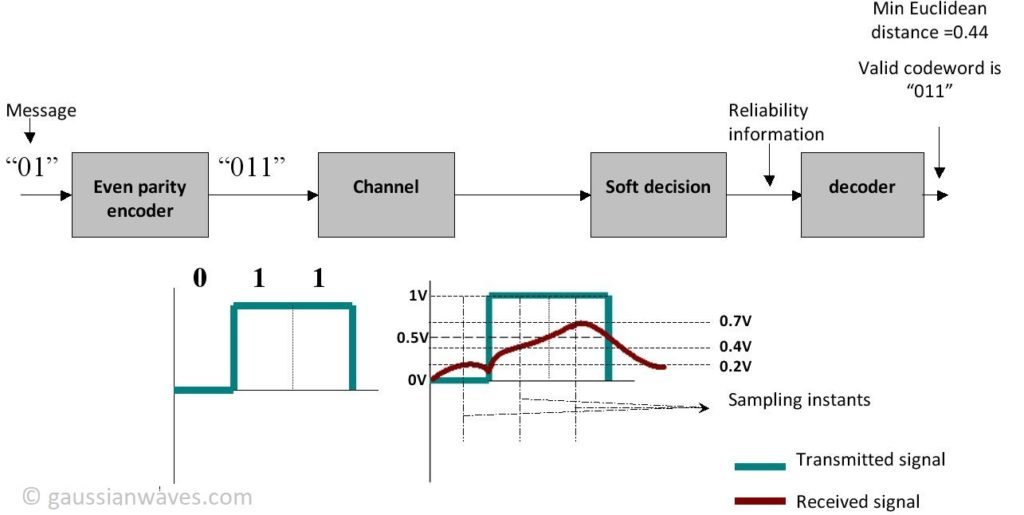 Min Euclidean
distance =0.44
Valid codeword is
“011”
Message
“01”
Even parity
encoder
“011”
Channel
Soft decision
Reliability
information
decoder
0 1 1
1V
0.5V
0V
0.7V
0.4V
0.2V
Sampling instants
Transmitted signal
Received signal
© gaussianwaves.com